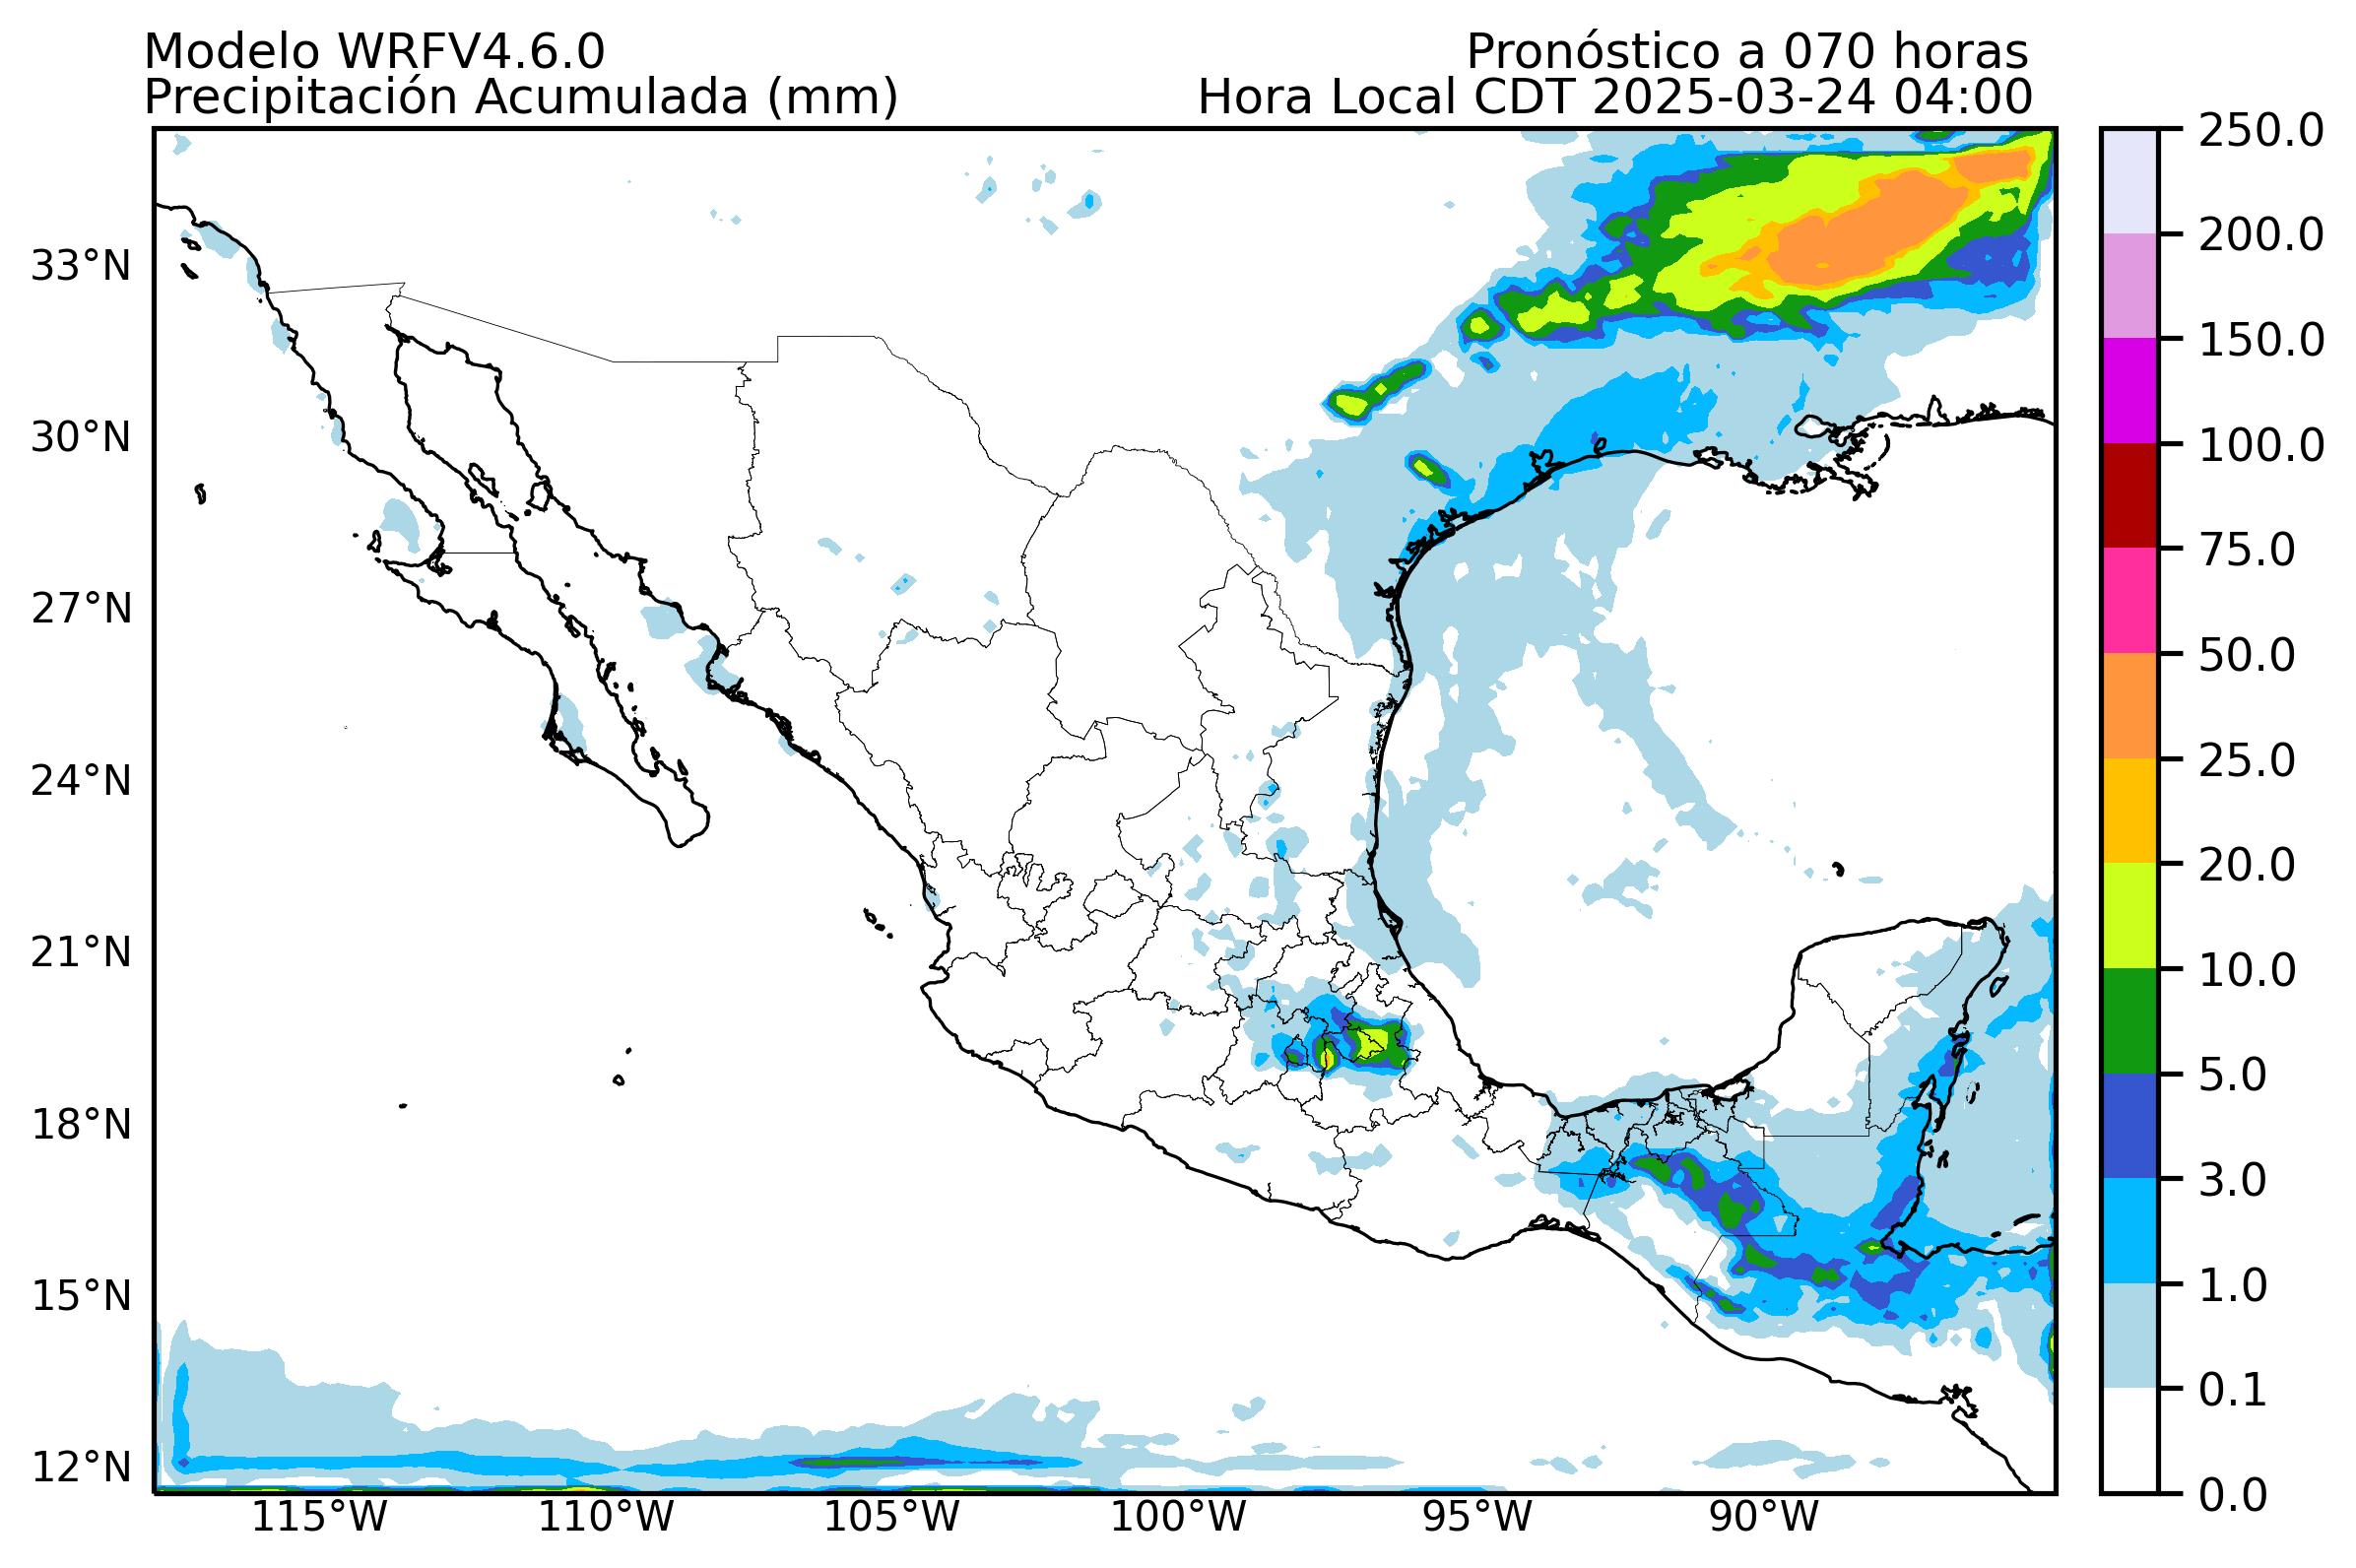 Modelo WRFV4.6.0
Pronóstico a 070 horas
Precipitación Acumulada (mm)
Hora Local CDT 2025-03-24 04:00
33°N
30°N
27°N
24°N
21°N
18°N
15°N
12°N
115°W
110°W
105°W
100°W
95°W
90°W
250.0
200.0
150.0
100.0
75.0
50.0
25.0
20.0
10.0
5.0
3.0
1.0
0.1
0.0